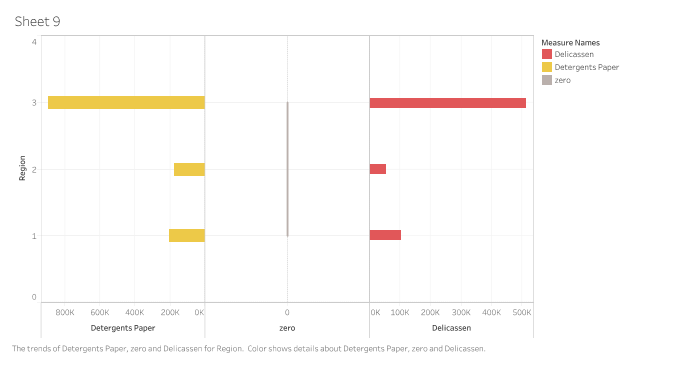 Sheet 9
Measure Names
Delicassen
Detergents Paper
zero
4
3
2
1
0
Region
800K 600K 400K 200K 0K 0 0K 100K 200K 300K 400K 500K
Detergents Paper zero Delicassen
The trends of Detergents Paper, zero and Delicassen for Region. Color shows details about Detergents Paper, zero and Delicassen.